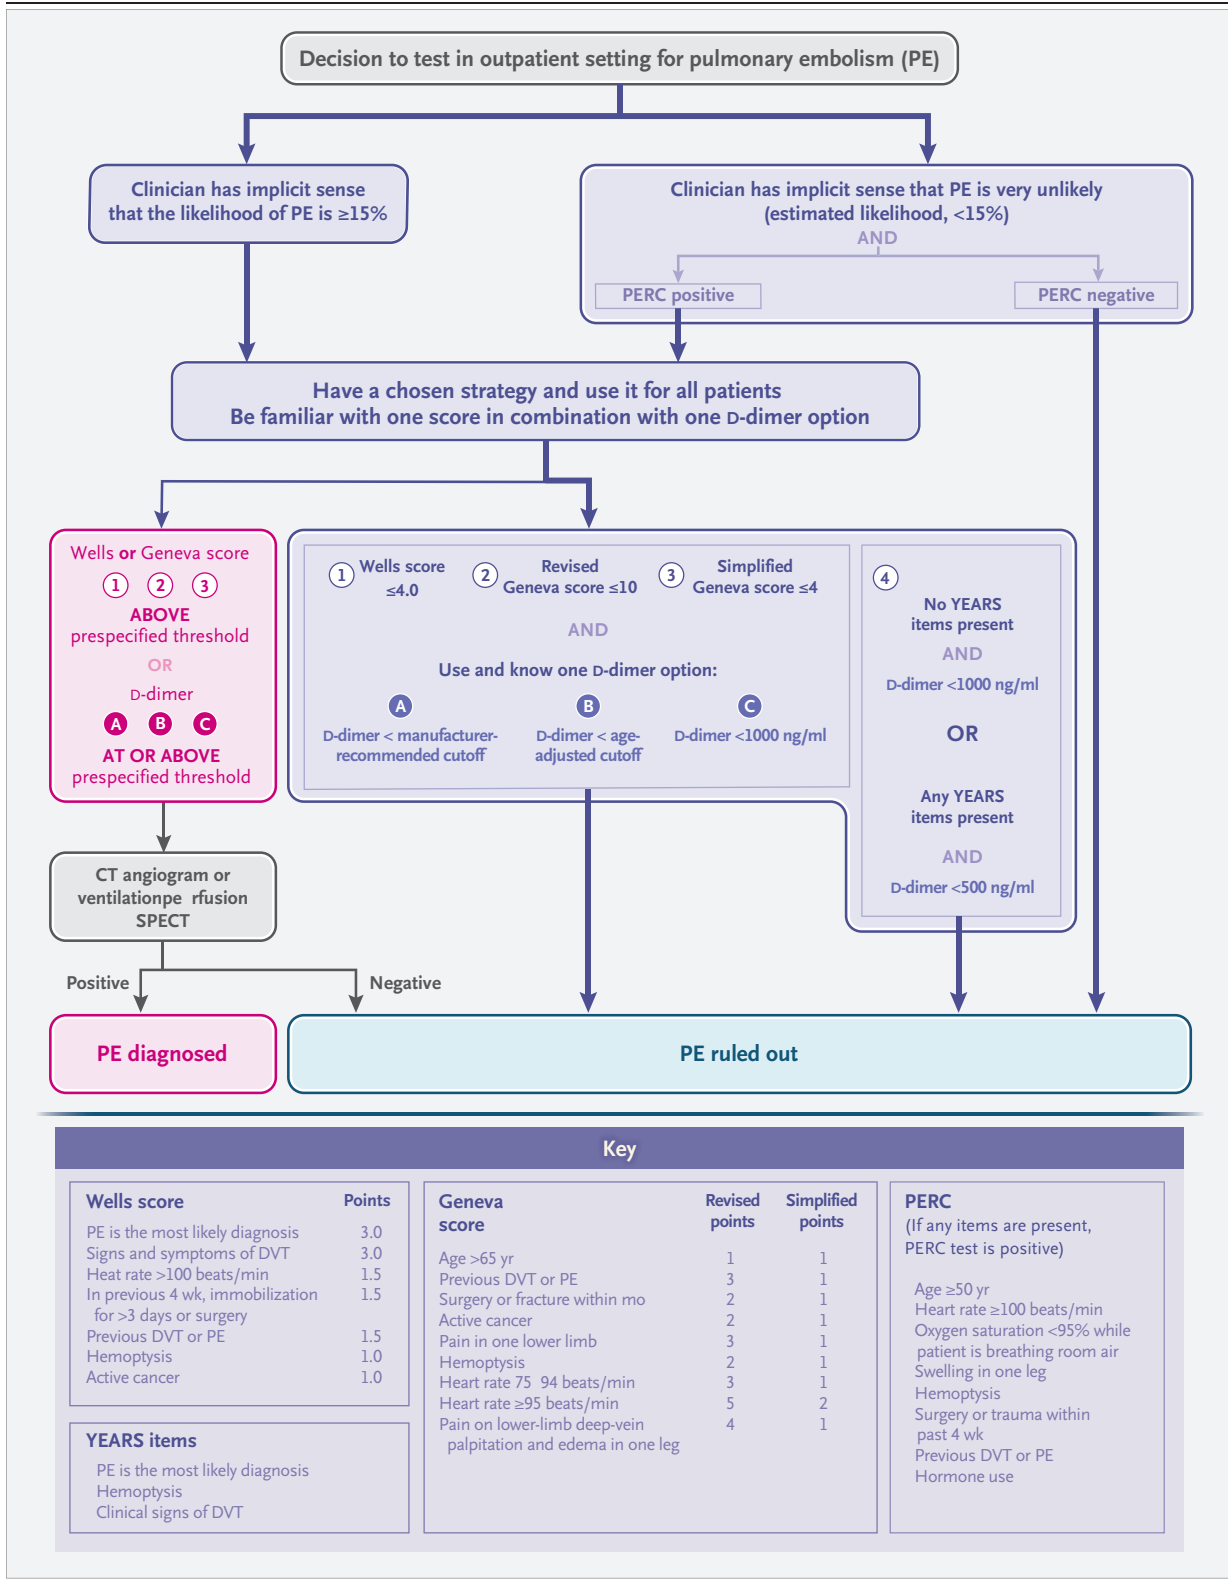 Decision to test in outpatient setting for pulmonary embolism (PE)
Clinician has implicit sense
that the likelihood of PE is ≥15%
Clinician has implicit sense that PE is very unlikely
(estimated likelihood, <15%)
AND
PERC positive
PERC negative
Have a chosen strategy and use it for all patients
Be familiar with one score in combination with one D-dimer option
Wells or Geneva score
1 2 3
ABOVE
prespecified threshold
OR
D-dimer
A B C
AT OR ABOVE
prespecified threshold
1 Wells score
≤4.0
2 Revised
Geneva score ≤10
3 Simplified
Geneva score ≤4
AND
Use and know one D-dimer option:
A
D-dimer < manufacturer-
recommended cutoff
B
D-dimer < age-
adjusted cutoff
C
D-dimer <1000 ng/ml
4
No YEARS
items present
AND
D-dimer <1000 ng/ml
OR
Any YEARS
items present
AND
D-dimer <500 ng/ml
CT angiogram or
ventilationpe rfusion
SPECT
Positive
Negative
PE diagnosed
PE ruled out
Key
Wells score Points
PE is the most likely diagnosis 3.0
Signs and symptoms of DVT 3.0
Heat rate >100 beats/min 1.5
In previous 4 wk, immobilization 1.5
for >3 days or surgery
Previous DVT or PE 1.5
Hemoptysis 1.0
Active cancer 1.0
YEARS items
PE is the most likely diagnosis
Hemoptysis
Clinical signs of DVT
Geneva Revised Simplified
score points points
Age >65 yr 1 1
Previous DVT or PE 3 1
Surgery or fracture within mo 2 1
Active cancer 2 1
Pain in one lower limb 3 1
Hemoptysis 2 1
Heart rate 75 94 beats/min 3 1
Heart rate ≥95 beats/min 5 2
Pain on lower-limb deep-vein 4 1
palpitation and edema in one leg
PERC
(If any items are present,
PERC test is positive)
Age ≥50 yr
Heart rate ≥100 beats/min
Oxygen saturation <95% while
patient is breathing room air
Swelling in one leg
Hemoptysis
Surgery or trauma within
past 4 wk
Previous DVT or PE
Hormone use